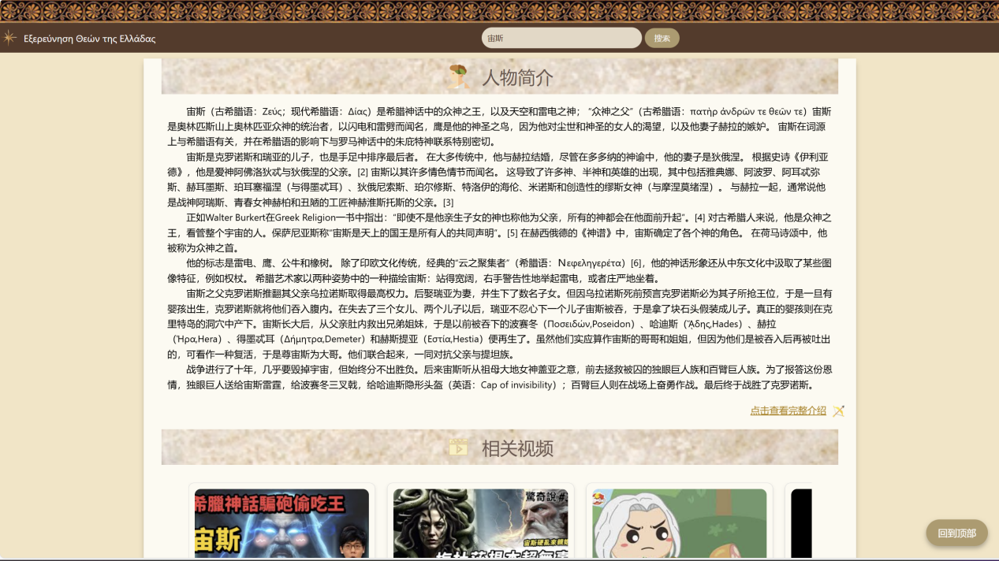 Εξερεύνηση Θεών της Ελλάδας
宙斯
搜索
人物简介
宙斯（古希腊语：Ζεύς；现代希腊语：Δίας）是希腊神话中的众神之王，以及天空和雷电之神； “众神之父”（古希腊语：πατὴρ ἀνδρῶν τε θεῶν τε）宙斯
是奥林匹斯山上奥林匹亚众神的统治者，以闪电和雷劈而闻名，鹰是他的神圣之鸟，因为他对尘世和神圣的女人的渴望，以及他妻子赫拉的嫉妒。 宙斯在词源
上与希腊语有关，并在希腊语的影响下与罗马神话中的朱庇特神联系特别密切。
宙斯是克罗诺斯和瑞亚的儿子，也是手足中排序最后者。 在大多传统中，他与赫拉结婚，尽管在多多纳的神谕中，他的妻子是狄俄涅。 根据史诗《伊利亚
德》，他是爱神阿佛洛狄忒与狄俄涅的父亲。[2] 宙斯以其许多情色情节而闻名。 这导致了许多神、半神和英雄的出现，其中包括雅典娜、阿波罗、阿耳忒弥
斯、赫耳墨斯、珀耳塞福涅（与得墨忒耳）、狄俄尼索斯、珀尔修斯、特洛伊的海伦、米诺斯和创造性的缪斯女神（与摩涅莫绪涅）。 与赫拉一起，通常说他
是战神阿瑞斯、青春女神赫柏和丑陋的工匠神赫淮斯托斯的父亲。[3]
正如Walter Burkert在Greek Religion一书中指出：“即使不是他亲生子女的神也称他为父亲，所有的神都会在他面前升起”。[4] 对古希腊人来说，他是众神之
王，看管整个宇宙的人。保萨尼亚斯称“宙斯是天上的国王是所有人的共同声明”。[5] 在赫西俄德的《神谱》中，宙斯确定了各个神的角色。 在荷马诗颂中，他
被称为众神之首。
他的标志是雷电、鹰、公牛和橡树。 除了印欧文化传统，经典的“云之聚集者”（希腊语：Νεφεληγερέτα）[6]，他的神话形象还从中东文化中汲取了某些图
像特征，例如权杖。 希腊艺术家以两种姿势中的一种描绘宙斯：站得宽阔，右手警告性地举起雷电，或者庄严地坐着。
宙斯之父克罗诺斯推翻其父亲乌拉诺斯取得最高权力。后娶瑞亚为妻，并生下了数名子女。但因乌拉诺斯死前预言克罗诺斯必为其子所抢王位，于是一旦有
婴孩出生，克罗诺斯就将他们吞入腹内。在失去了三个女儿、两个儿子以后，瑞亚不忍心下一个儿子宙斯被吞，于是拿了块石头假装成儿子。真正的婴孩则在克
里特岛的洞穴中产下。宙斯长大后，从父亲肚内救出兄弟姐妹，于是以前被吞下的波赛冬（Ποσειδών,Poseidon）、哈迪斯（ᾍδης,Hades）、赫拉
（Ήρα,Hera）、得墨忒耳（Δήμητρα,Demeter）和赫斯提亚（Εστία,Hestia）便再生了。虽然他们实应算作宙斯的哥哥和姐姐，但因为他们是被吞入后再被吐出
的，可看作一种复活，于是尊宙斯为大哥。他们联合起来，一同对抗父亲与提坦族。
战争进行了十年，几乎要毁掉宇宙，但始终分不出胜负。后来宙斯听从祖母大地女神盖亚之意，前去拯救被囚的独眼巨人族和百臂巨人族。为了报答这份恩
情，独眼巨人送给宙斯雷霆，给波赛冬三叉戟，给哈迪斯隐形头盔（英语：Cap of invisibility）；百臂巨人则在战场上奋勇作战。最后终于战胜了克罗诺斯。
点击查看完整介绍
相关视频
希臘神話騙砲偷吃王
宙斯
驚奇說 #
回到顶部